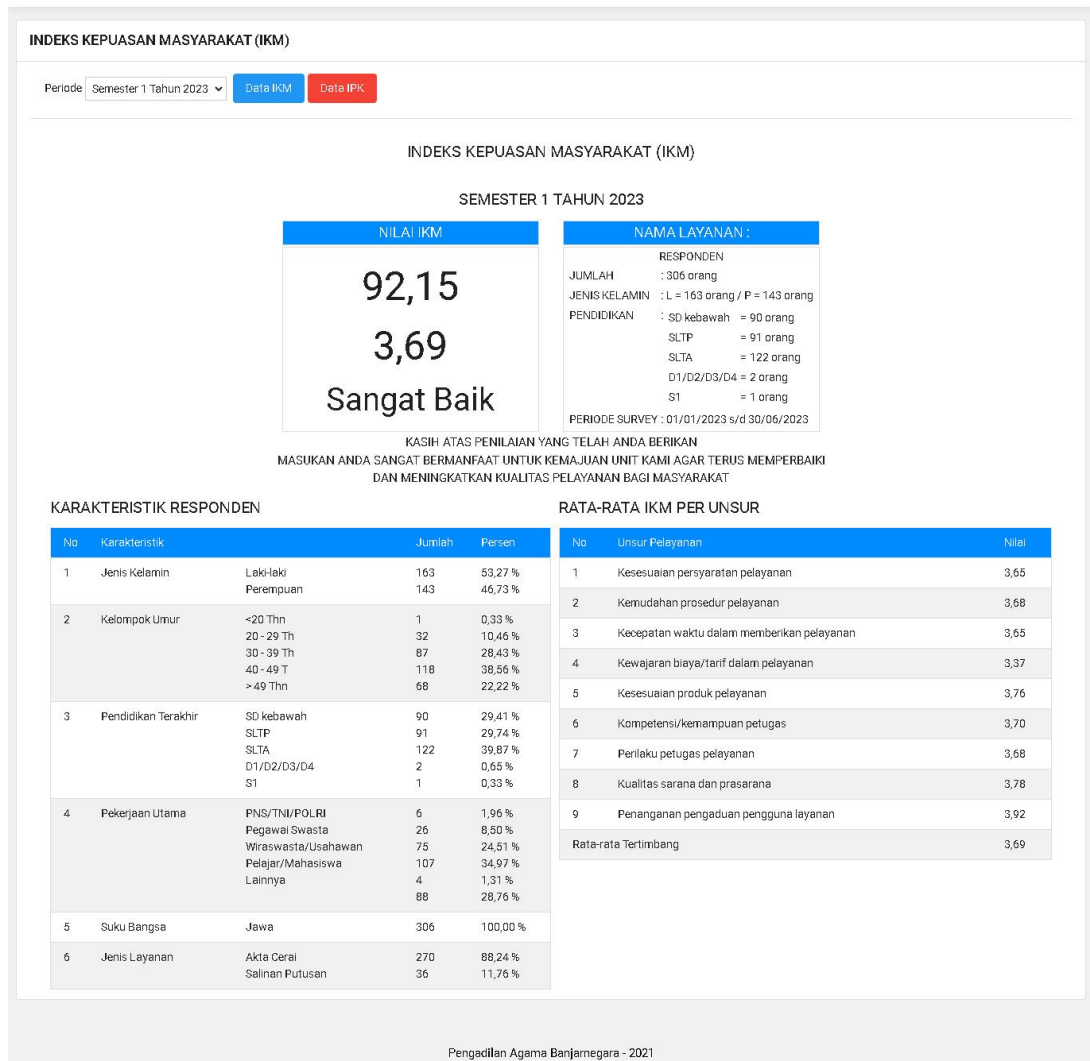 INDEKS KEPUASAN MASYARAKAT (IKM)
Periode Semester 1 Tahun 2023 Data IKM Data IPK
INDEKS KEPUASAN MASYARAKAT (IKM)
SEMESTER 1 TAHUN 2023
NILAI IKM
92,15
3,69
Sangat Baik
NAMA LAYANAN :
RESPONDEN
JUMLAH : 306 orang
JENIS KELAMIN : L = 163 orang / P = 143 orang
PENDIDIKAN : SD kebawah = 90 orang
SLTP = 91 orang
SLTA = 122 orang
D1/D2/D3/D4 = 2 orang
S1 = 1 orang
PERIODE SURVEY : 01/01/2023 s/d 30/06/2023
KASIH ATAS PENILAIAN YANG TELAH ANDA BERIKAN
MASUKAN ANDA SANGAT BERMANFAAT UNTUK KEMAJUAN UNIT KAMI AGAR TERUS MEMPERBAIKI
DAN MENINGKATKAN KUALITAS PELAYANAN BAGI MASYARAKAT
KARAKTERISTIK RESPONDEN
No Karakteristik Jumlah Persen
1 Jenis Kelamin Laki-laki 163 53,27 %
Perempuan 143 46,73 %
2 Kelompok Umur <20 Thn 1 0,33 %
20 - 29 Th 32 10,46 %
30 - 39 Th 87 28,43 %
40 - 49 T 118 38,56 %
> 49 Thn 68 22,22 %
3 Pendidikan Terakhir SD kebawah 90 29,41 %
SLTP 91 29,74 %
SLTA 122 39,87 %
D1/D2/D3/D4 2 0,65 %
S1 1 0,33 %
4 Pekerjaan Utama PNS/TNI/POLRI 6 1,96 %
Pegawai Swasta 26 8,50 %
Wiraswasta/Usahawan 75 24,51 %
Pelajar/Mahasiswa 107 34,97 %
Lainnya 4 1,31 %
88 28,76 %
5 Suku Bangsa Jawa 306 100,00 %
6 Jenis Layanan Akta Cerai 270 88,24 %
Salinan Putusan 36 11,76 %
RATA-RATA IKM PER UNSUR
No Unsur Pelayanan Nilai
1 Kesesuaian persyaratan pelayanan 3,65
2 Kemudahan prosedur pelayanan 3,68
3 Kecepatan waktu dalam memberikan pelayanan 3,65
4 Kewajaran biaya/tarif dalam pelayanan 3,37
5 Kesesuaian produk pelayanan 3,76
6 Kompetensi/kemampuan petugas 3,70
7 Perilaku petugas pelayanan 3,68
8 Kualitas sarana dan prasarana 3,78
9 Penanganan pengaduan pengguna layanan 3,92
Rata-rata Tertimbang 3,69
Pengadilan Agama Banjarnegara - 2021